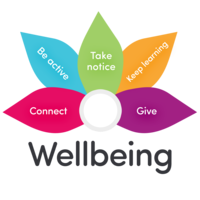 Connect
Be active
Take
notice
Keep learning
Give
Wellbeing